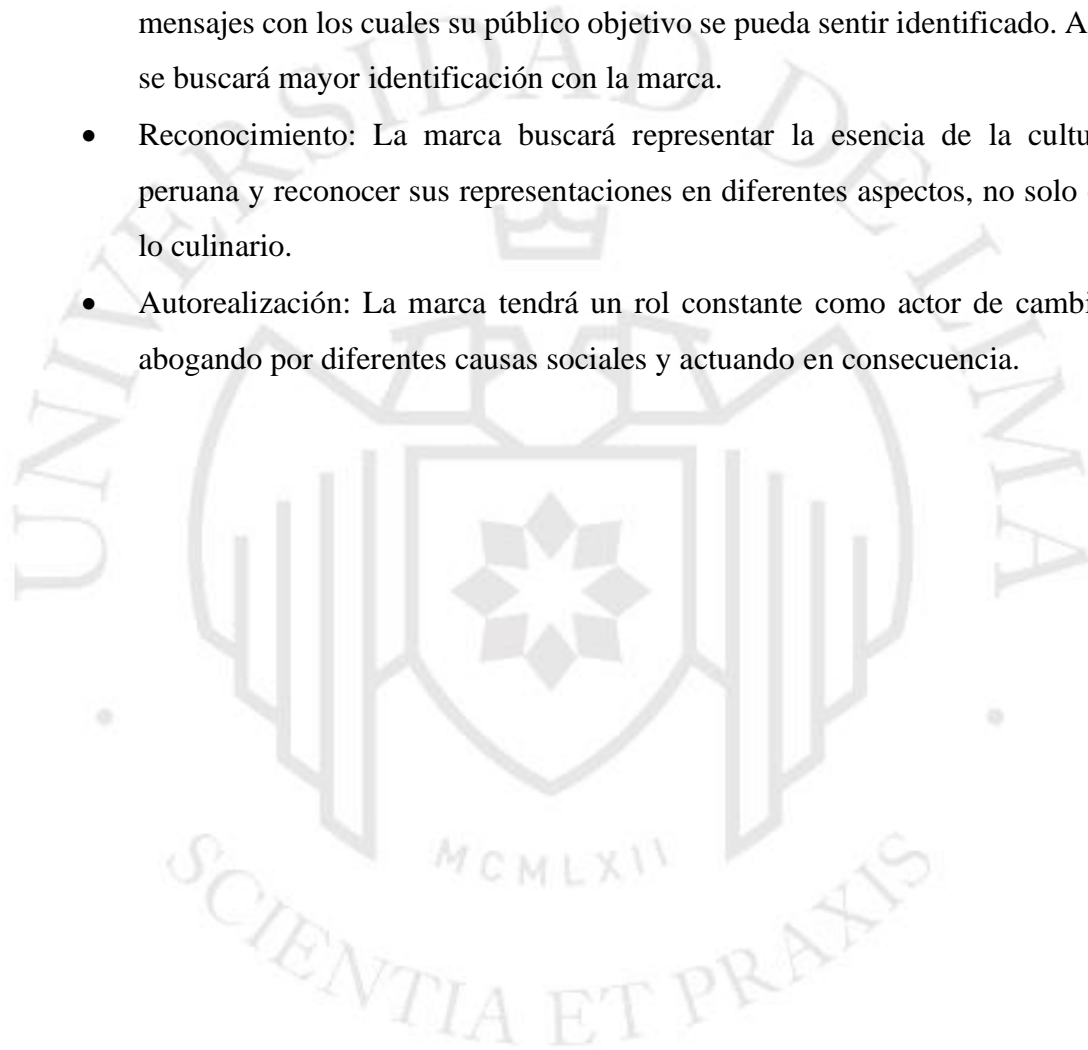 mensajes con los cuales su público objetivo se pueda sentir identificado. A
se buscará mayor identificación con la marca.
• Reconocimiento: La marca buscará representar la esencia de la cultu
peruana y reconocer sus representaciones en diferentes aspectos, no solo
lo culinario.
• Autorealización: La marca tendrá un rol constante como actor de cambi
abogando por diferentes causas sociales y actuando en consecuencia.
UNIVERSIDAD DE LIMA
MCMLXII
SCIENTIA ET PRAXIS